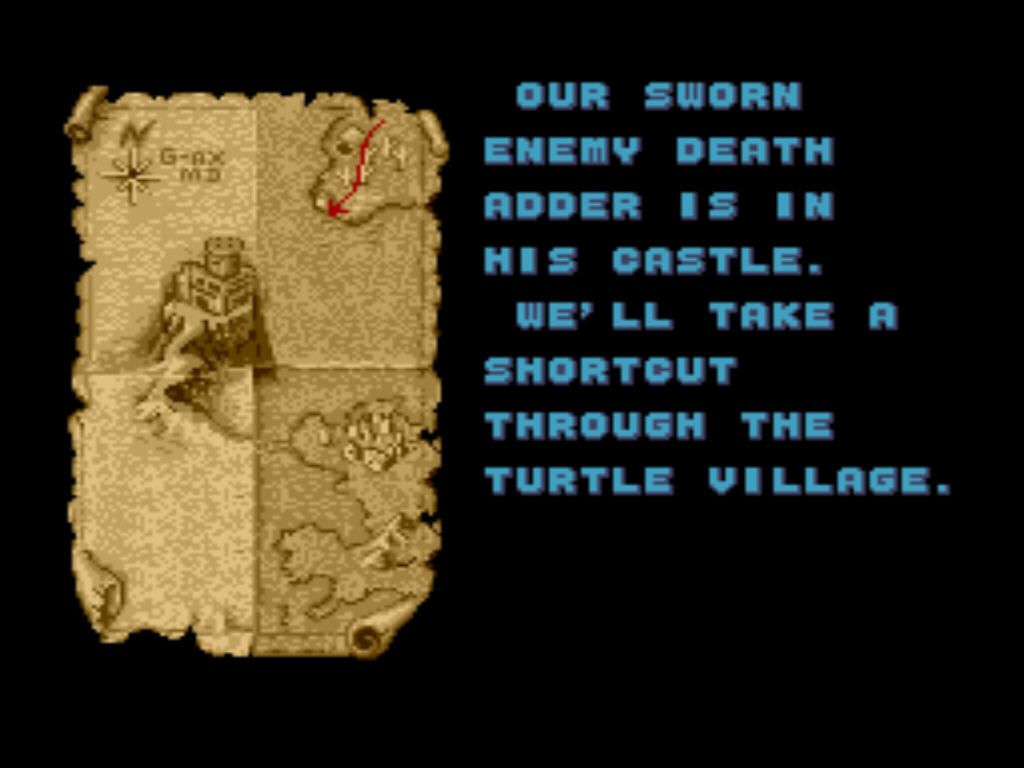 N
G-AX
MD
OUR SWORN
ENEMY DEATH
ADDER IS IN
HIS CASTLE.
WE'LL TAKE A
SHORTCUT
THROUGH THE
TURTLE VILLAGE.